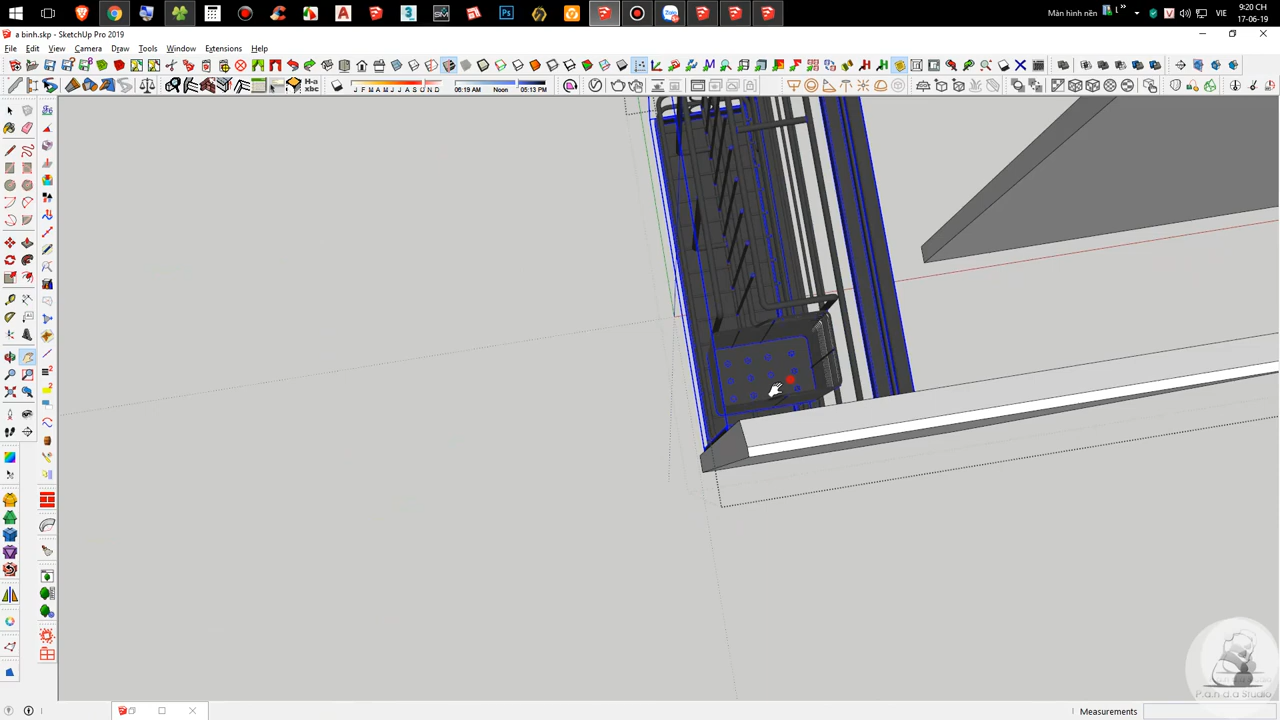 Màn hình nền
VIE
9:20 CH
17-06-19
a binh.skp - SketchUp Pro 2019
File Edit View Camera Draw Tools Window Extensions Help
J F M A M J J A S O N D
06:19 AM Noon 05:13 PM
Measurements
P.a.n.d.a Studio